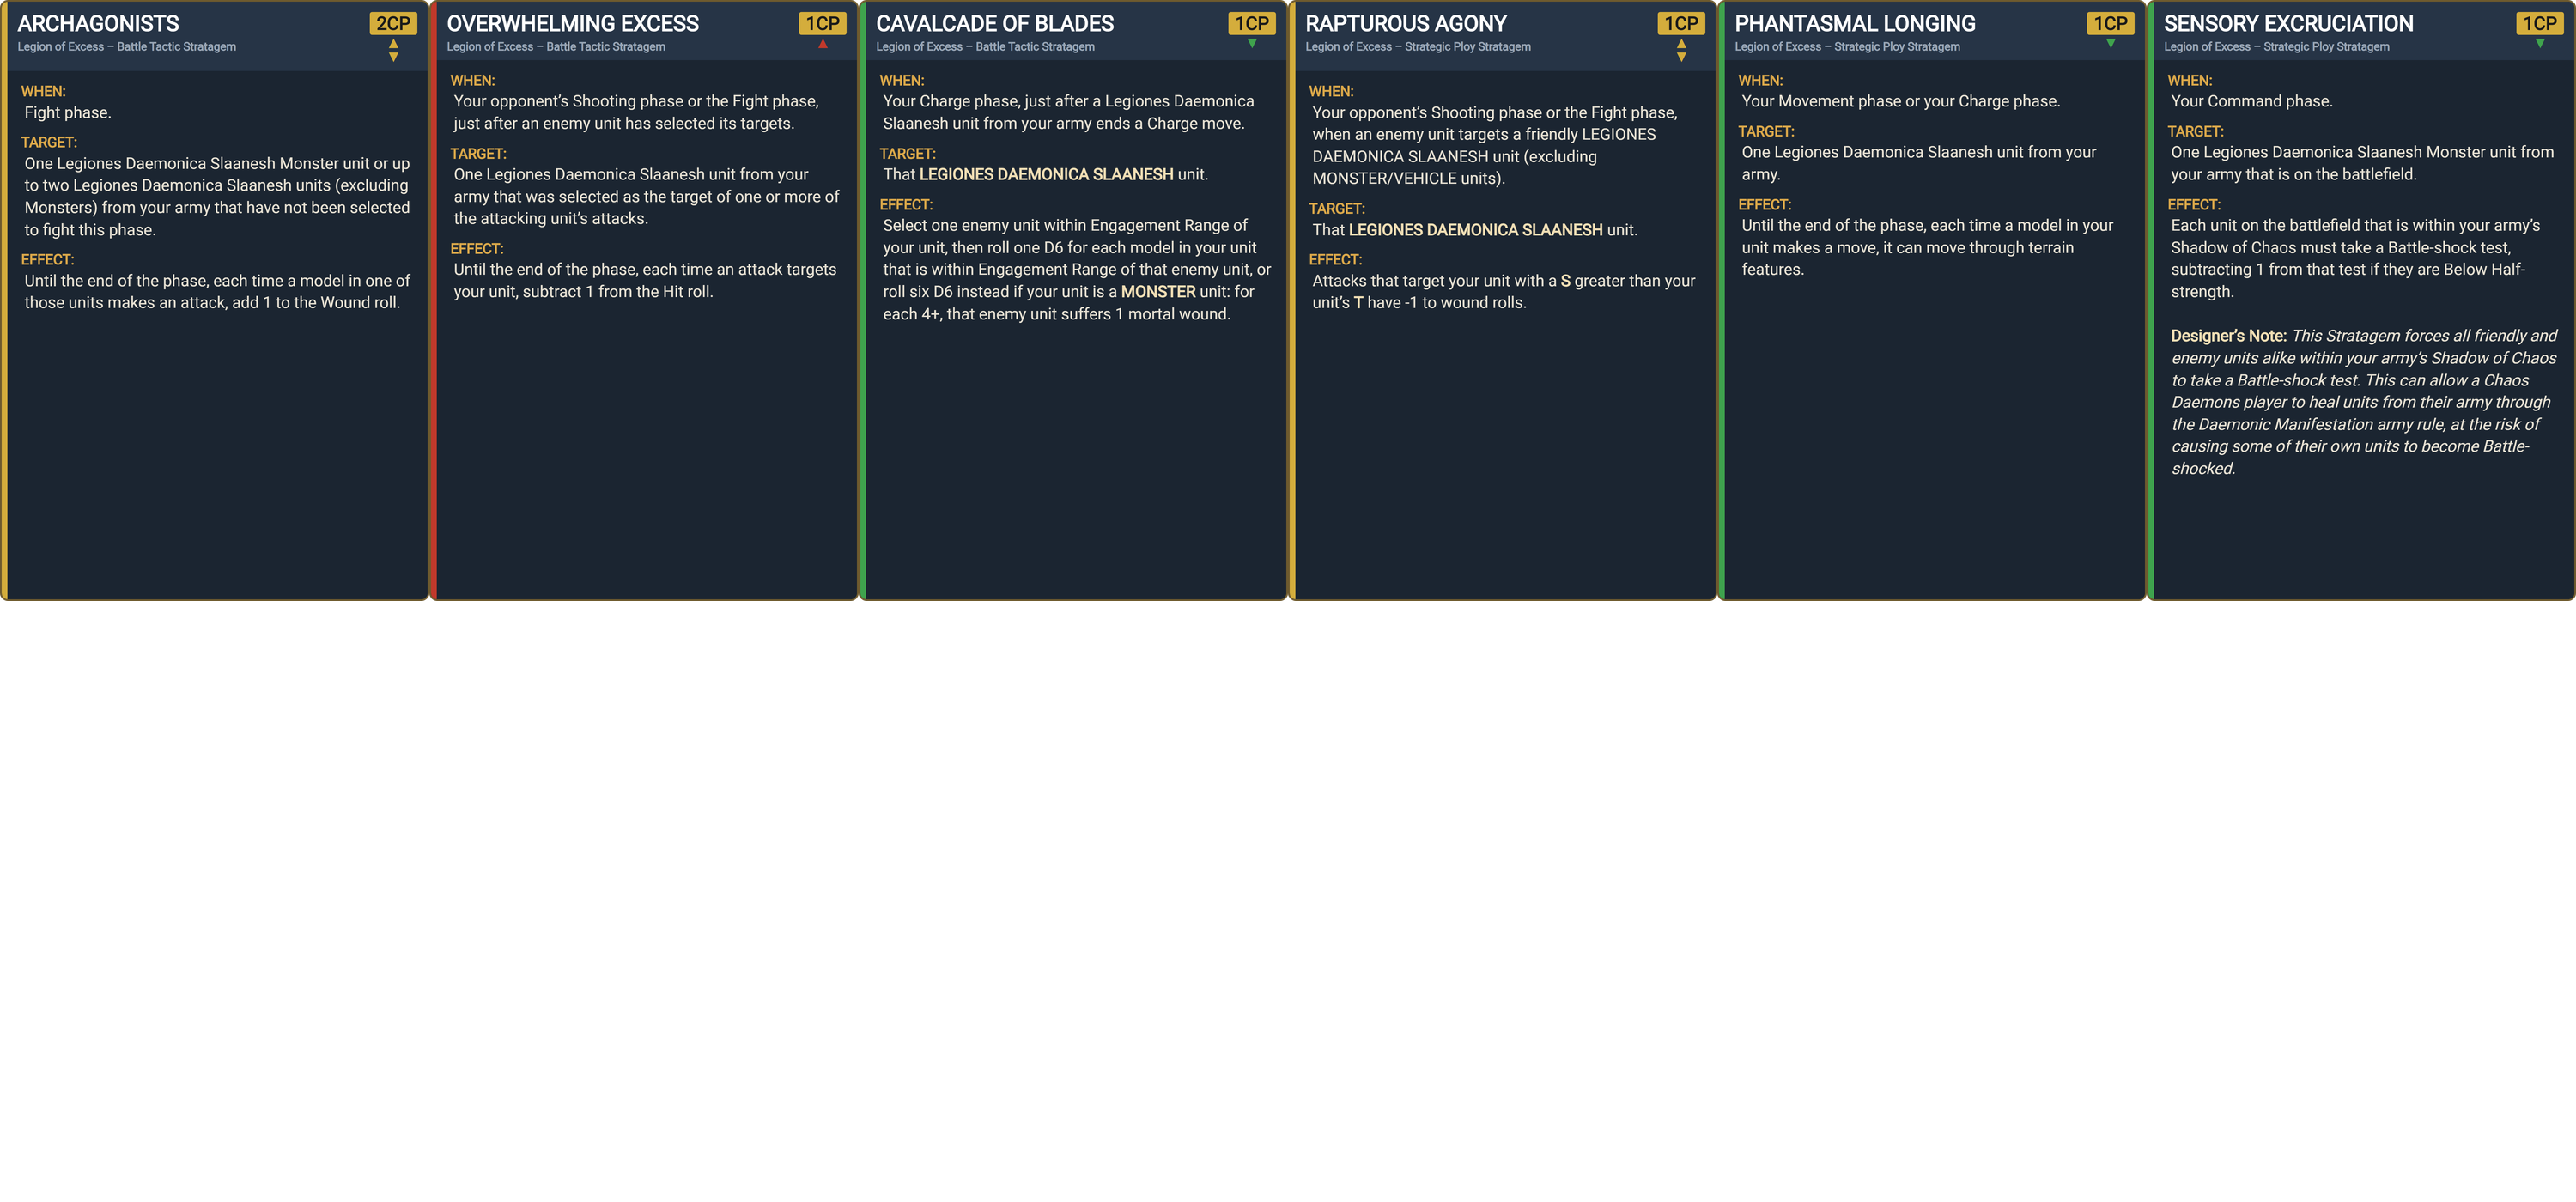 ARCHAGONISTS
2CP
Legion of Excess – Battle Tactic Stratagem
▲
▼
WHEN:
Fight phase.
TARGET:
One Legiones Daemonica Slaanesh Monster unit or up
to two Legiones Daemonica Slaanesh units (excluding
Monsters) from your army that have not been selected
to fight this phase.
EFFECT:
Until the end of the phase, each time a model in one of
those units makes an attack, add 1 to the Wound roll.
OVERWHELMING EXCESS
1CP
Legion of Excess – Battle Tactic Stratagem
▲
WHEN:
Your opponent’s Shooting phase or the Fight phase,
just after an enemy unit has selected its targets.
TARGET:
One Legiones Daemonica Slaanesh unit from your
army that was selected as the target of one or more of
the attacking unit’s attacks.
EFFECT:
Until the end of the phase, each time an attack targets
your unit, subtract 1 from the Hit roll.
CAVALCADE OF BLADES
1CP
Legion of Excess – Battle Tactic Stratagem
▼
WHEN:
Your Charge phase, just after a Legiones Daemonica
Slaanesh unit from your army ends a Charge move.
TARGET:
That LEGIONES DAEMONICA SLAANESH unit.
EFFECT:
Select one enemy unit within Engagement Range of
your unit, then roll one D6 for each model in your unit
that is within Engagement Range of that enemy unit, or
roll six D6 instead if your unit is a MONSTER unit: for
each 4+, that enemy unit suffers 1 mortal wound.
RAPTUROUS AGONY
1CP
Legion of Excess – Strategic Ploy Stratagem
▲
▼
WHEN:
Your opponent’s Shooting phase or the Fight phase,
when an enemy unit targets a friendly LEGIONES
DAEMONICA SLAANESH unit (excluding
MONSTER/VEHICLE units).
TARGET:
That LEGIONES DAEMONICA SLAANESH unit.
EFFECT:
Attacks that target your unit with a S greater than your
unit’s T have -1 to wound rolls.
PHANTASMAL LONGING
1CP
Legion of Excess – Strategic Ploy Stratagem
▼
WHEN:
Your Movement phase or your Charge phase.
TARGET:
One Legiones Daemonica Slaanesh unit from your
army.
EFFECT:
Until the end of the phase, each time a model in your
unit makes a move, it can move through terrain
features.
SENSORY EXCRUCIATION
1CP
Legion of Excess – Strategic Ploy Stratagem
▼
WHEN:
Your Command phase.
TARGET:
One Legiones Daemonica Slaanesh Monster unit from
your army that is on the battlefield.
EFFECT:
Each unit on the battlefield that is within your army’s
Shadow of Chaos must take a Battle-shock test,
subtracting 1 from that test if they are Below Half-
strength.
Designer’s Note: This Stratagem forces all friendly and
enemy units alike within your army’s Shadow of Chaos
to take a Battle-shock test. This can allow a Chaos
Daemons player to heal units from their army through
the Daemonic Manifestation army rule, at the risk of
causing some of their own units to become Battle-
shocked.